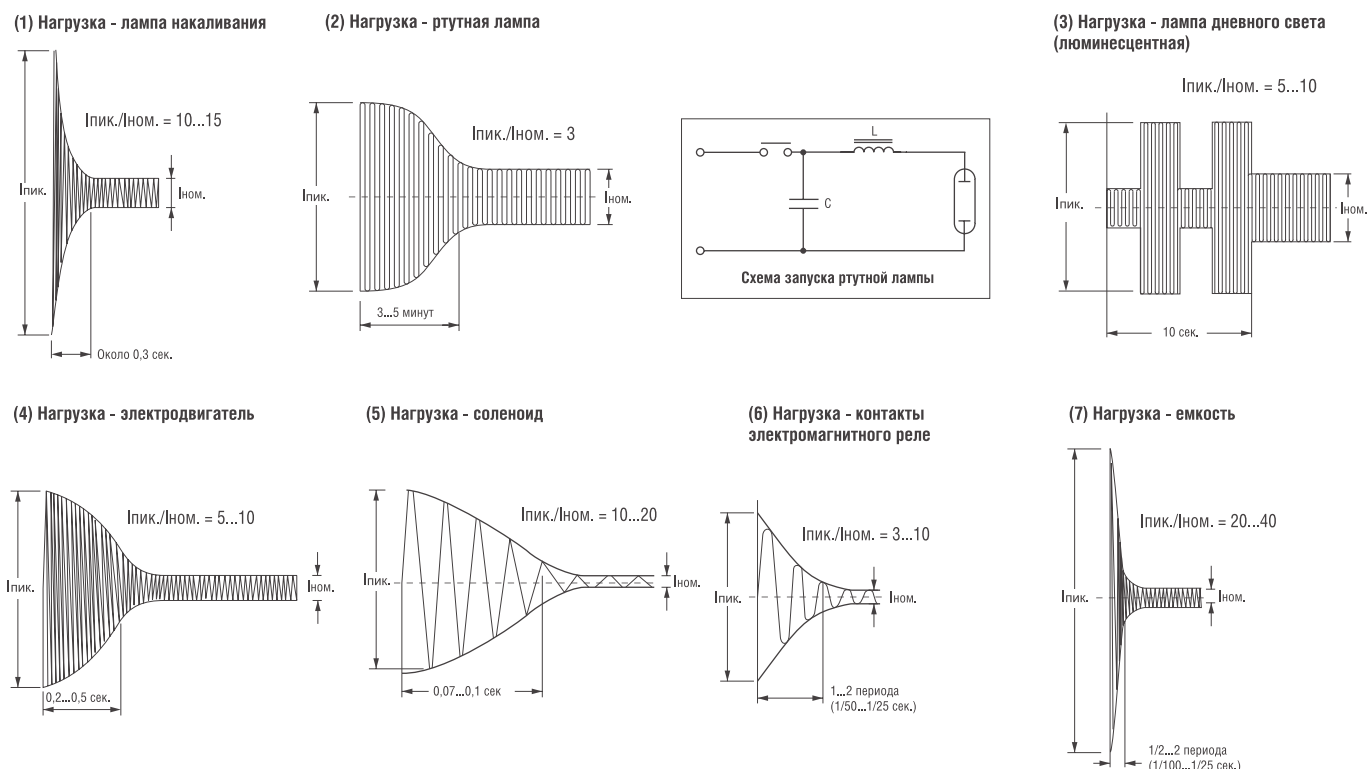 (1) Нагрузка - лампа накаливания
Iпик./Iном. = 10...15
Iпик.
Iном.
Около 0,3 сек.
(2) Нагрузка - ртутная лампа
Iпик./Iном. = 3
Iпик.
Iном.
3...5 минут
L
C
Схема запуска ртутной лампы
(3) Нагрузка - лампа дневного света
(люминесцентная)
Iпик./Iном. = 5...10
Iпик.
Iном.
10 сек.
(4) Нагрузка - электродвигатель
Iпик./Iном. = 5...10
Iпик.
Iном.
0,2...0,5 сек.
(5) Нагрузка - соленоид
Iпик./Iном. = 10...20
Iпик.
Iном.
0,07...0,1 сек
(6) Нагрузка - контакты
электромагнитного реле
Iпик./Iном. = 3...10
Iпик.
Iном.
1...2 периода
(1/50...1/25 сек.)
(7) Нагрузка - емкость
Iпик./Iном. = 20...40
Iпик.
Iном.
1/2...2 периода
(1/100...1/25 сек.)